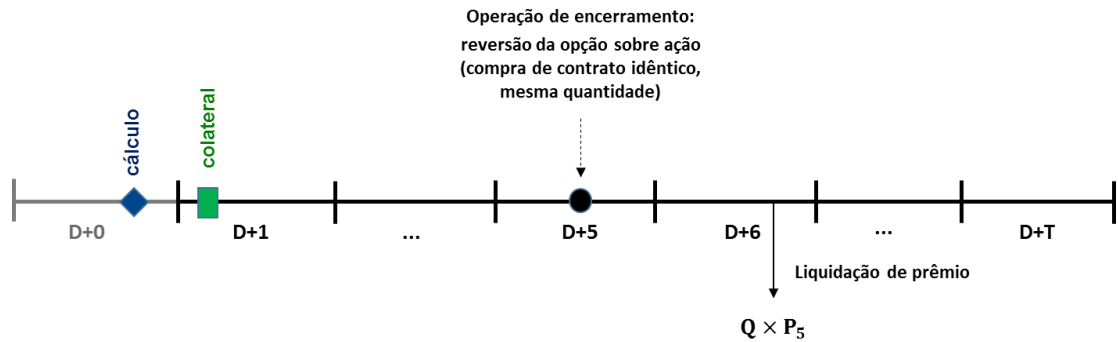 Operação de encerramento:
reversão da opção sobre ação
(compra de contrato idêntico,
mesma quantidade)
cálculo
colateral
D+0
D+1
...
D+5
D+6
...
D+T
Liquidação de prêmio
Q × P₅